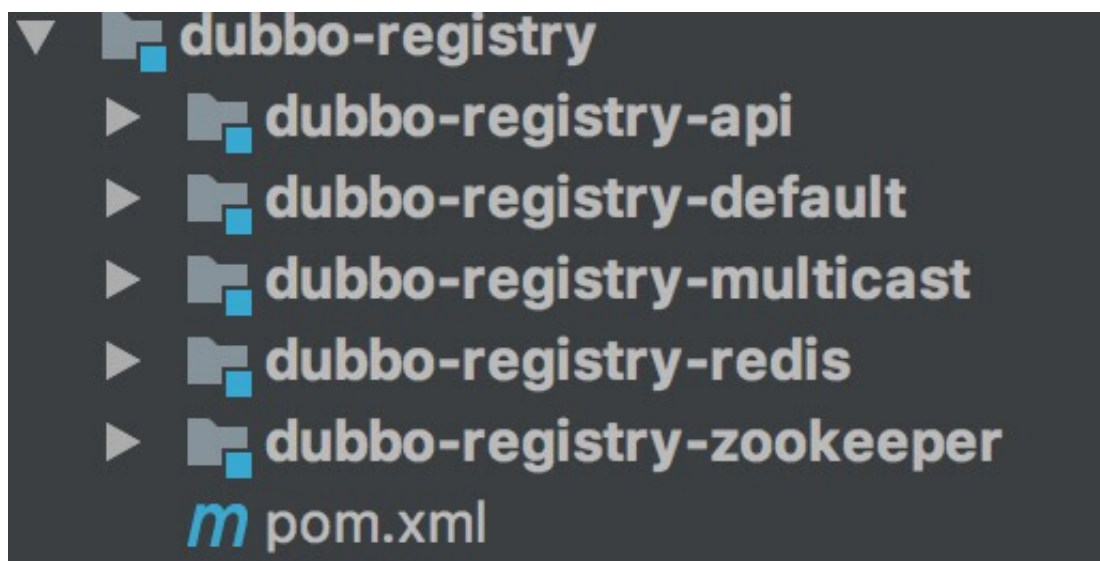 dubbo-registry
dubbo-registry-api
dubbo-registry-default
dubbo-registry-multicast
dubbo-registry-redis
dubbo-registry-zookeeper
m pom.xml